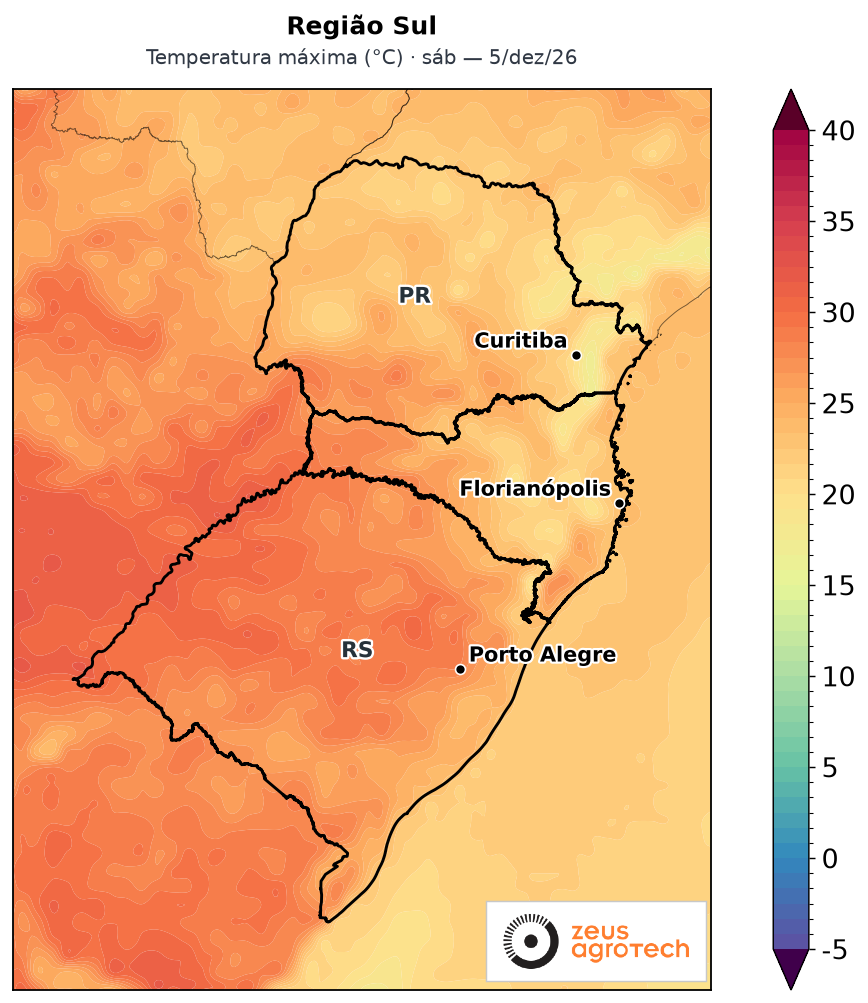 Região Sul
Temperatura máxima (°C) · sáb — 5/dez/26
40
35
30
25
20
15
10
5
0
-5
PR
Curitiba
Florianópolis
RS
Porto Alegre
zeus
agrotech